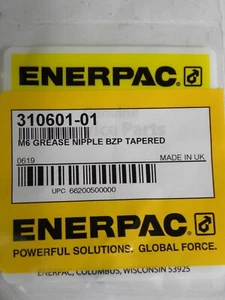 ENERPAC
310601-01
Parts
M6 GREASE NIPPLE BZP TAPERED
0619
MADE IN UK
UPC 66200500000
ENERPAC
POWERFUL SOLUTIONS. GLOBAL FORCE.
ENERPAC, COLUMBUS, WISCONSIN 53925